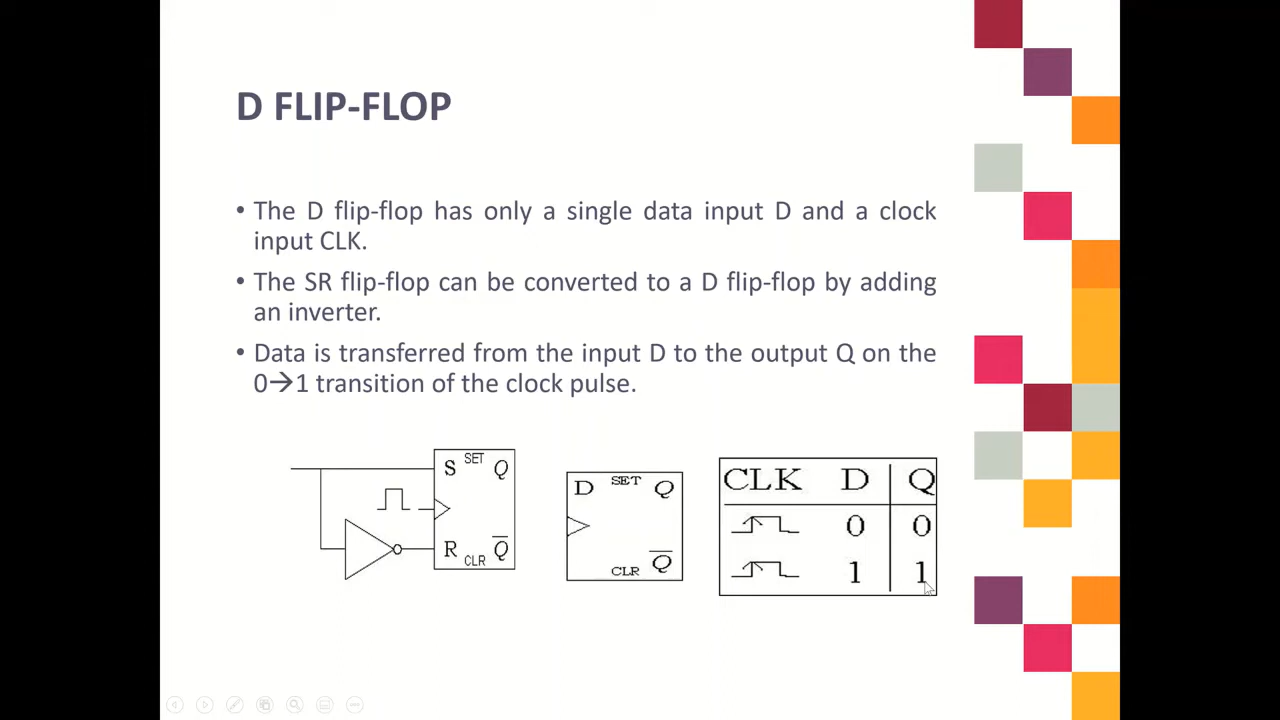 D FLIP-FLOP
• The D flip-flop has only a single data input D and a clock
input CLK.
• The SR flip-flop can be converted to a D flip-flop by adding
an inverter.
• Data is transferred from the input D to the output Q on the
0→1 transition of the clock pulse.
S SET Q
R CLR Q̅
D SET Q
CLR Q̅
CLK D Q
0 0
1 1